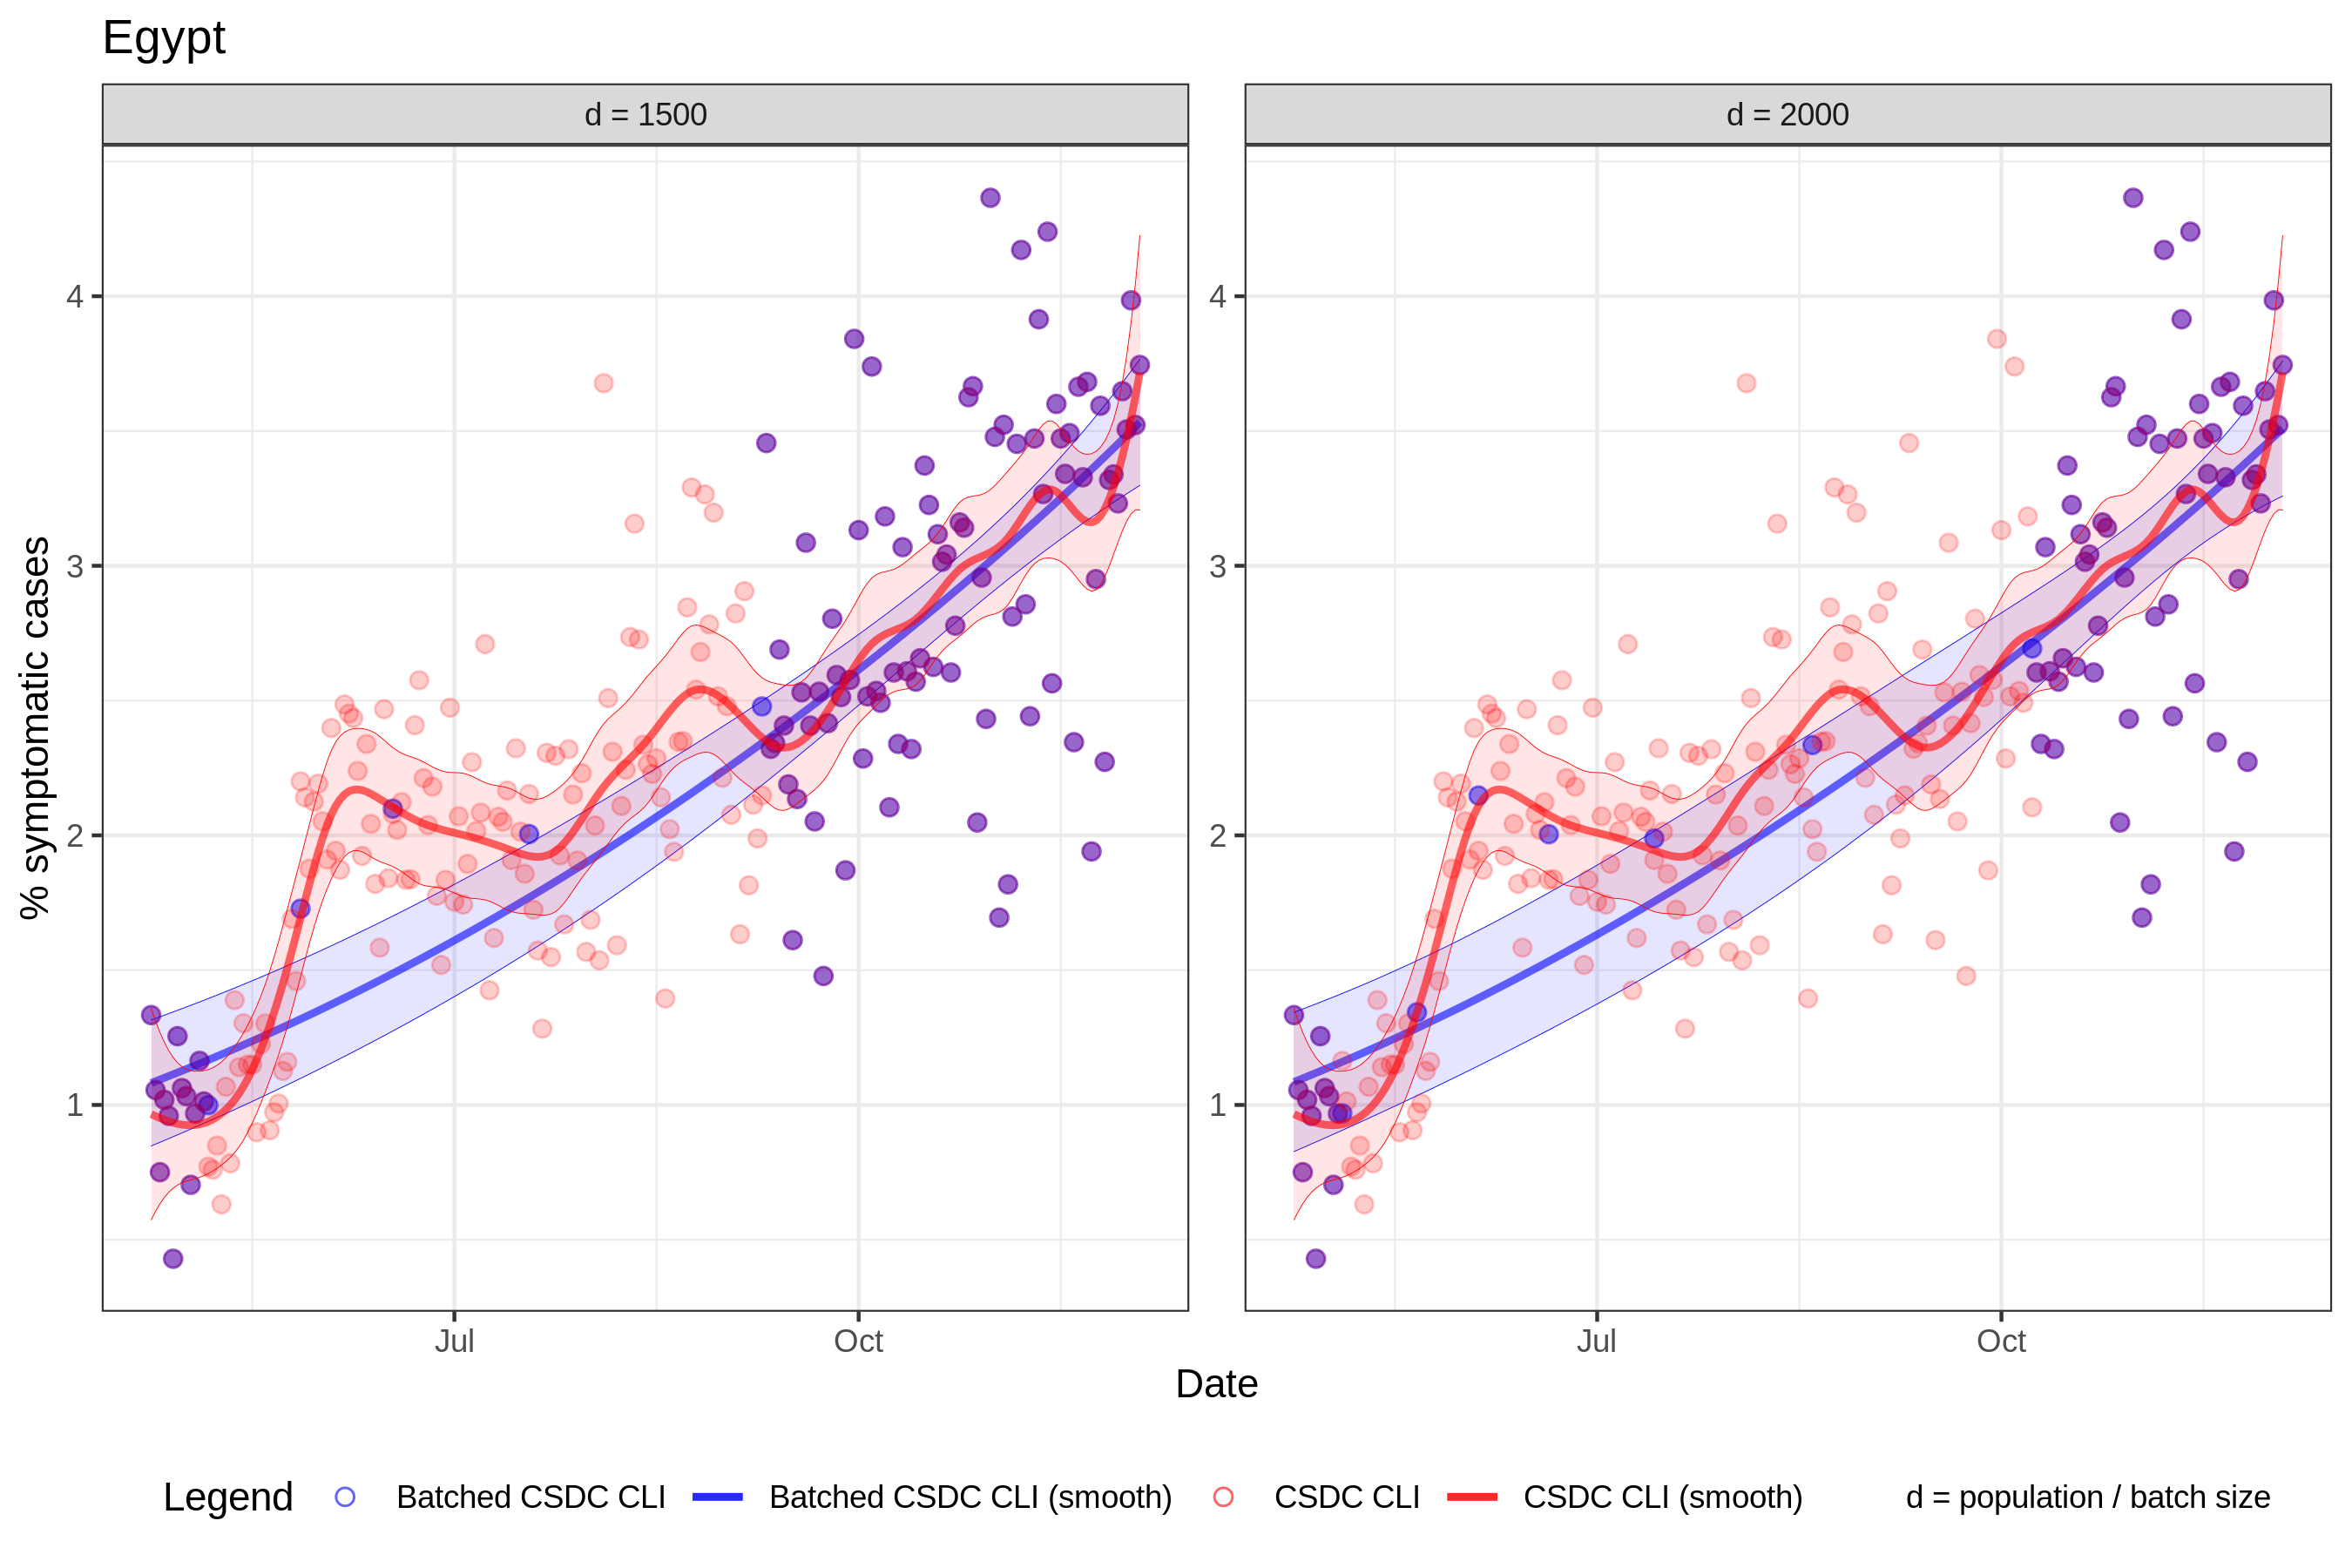 Egypt
d = 1500
d = 2000
% symptomatic cases
4
3
2
1
4
3
2
1
Jul
Oct
Jul
Oct
Date
Legend
Batched CSDC CLI
Batched CSDC CLI (smooth)
CSDC CLI
CSDC CLI (smooth)
d = population / batch size